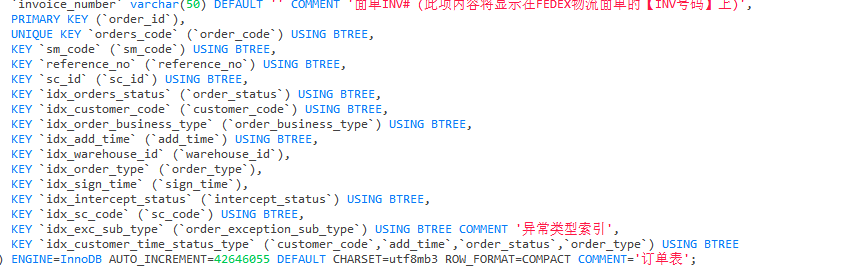 `invoice_number` varchar(50) DEFAULT '' COMMENT '面单INV# (此项内容将显示在FEDEX物流面单的【INV号码】上)',
PRIMARY KEY (`order_id`),
UNIQUE KEY `orders_code` (`order_code`) USING BTREE,
KEY `sm_code` (`sm_code`) USING BTREE,
KEY `reference_no` (`reference_no`) USING BTREE,
KEY `sc_id` (`sc_id`) USING BTREE,
KEY `idx_orders_status` (`order_status`) USING BTREE,
KEY `idx_customer_code` (`customer_code`) USING BTREE,
KEY `idx_order_business_type` (`order_business_type`) USING BTREE,
KEY `idx_add_time` (`add_time`) USING BTREE,
KEY `idx_warehouse_id` (`warehouse_id`),
KEY `idx_order_type` (`order_type`),
KEY `idx_sign_time` (`sign_time`),
KEY `idx_intercept_status` (`intercept_status`) USING BTREE,
KEY `idx_sc_code` (`sc_code`) USING BTREE,
KEY `idx_exc_sub_type` (`order_exception_sub_type`) USING BTREE COMMENT '异常类型索引',
KEY `idx_customer_time_status_type` (`customer_code`,`add_time`,`order_status`,`order_type`) USING BTREE
) ENGINE=InnoDB AUTO_INCREMENT=42646055 DEFAULT CHARSET=utf8mb3 ROW_FORMAT=COMPACT COMMENT='订单表';